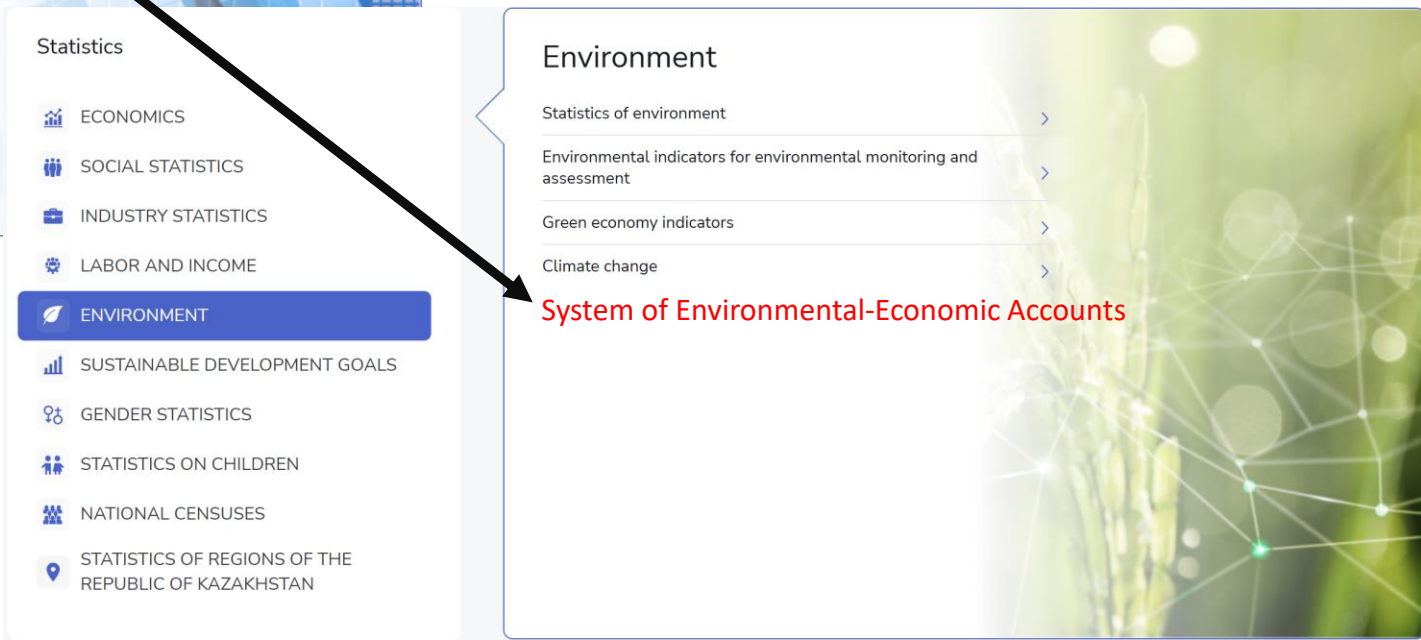 Statistics
ECONOMICS
SOCIAL STATISTICS
INDUSTRY STATISTICS
LABOR AND INCOME
ENVIRONMENT
SUSTAINABLE DEVELOPMENT GOALS
GENDER STATISTICS
STATISTICS ON CHILDREN
NATIONAL CENSUSES
STATISTICS OF REGIONS OF THE
REPUBLIC OF KAZAKHSTAN
Environment
Statistics of environment
Environmental indicators for environmental monitoring and
assessment
Green economy indicators
Climate change
System of Environmental-Economic Accounts